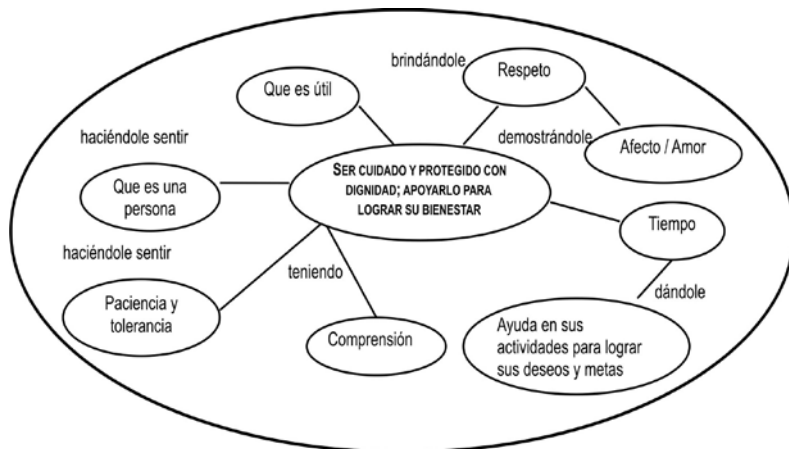 brindándole
Respeto
Que es útil
haciéndole sentir
demostrándole
Afecto / Amor
SER CUIDADO Y PROTEGIDO CON
DIGNIDAD; APOYARLO PARA
LOGRAR SU BIENESTAR
Que es una
persona
Tiempo
haciéndole sentir
teniendo
dándole
Paciencia y
tolerancia
Comprensión
Ayuda en sus
actividades para lograr
sus deseos y metas